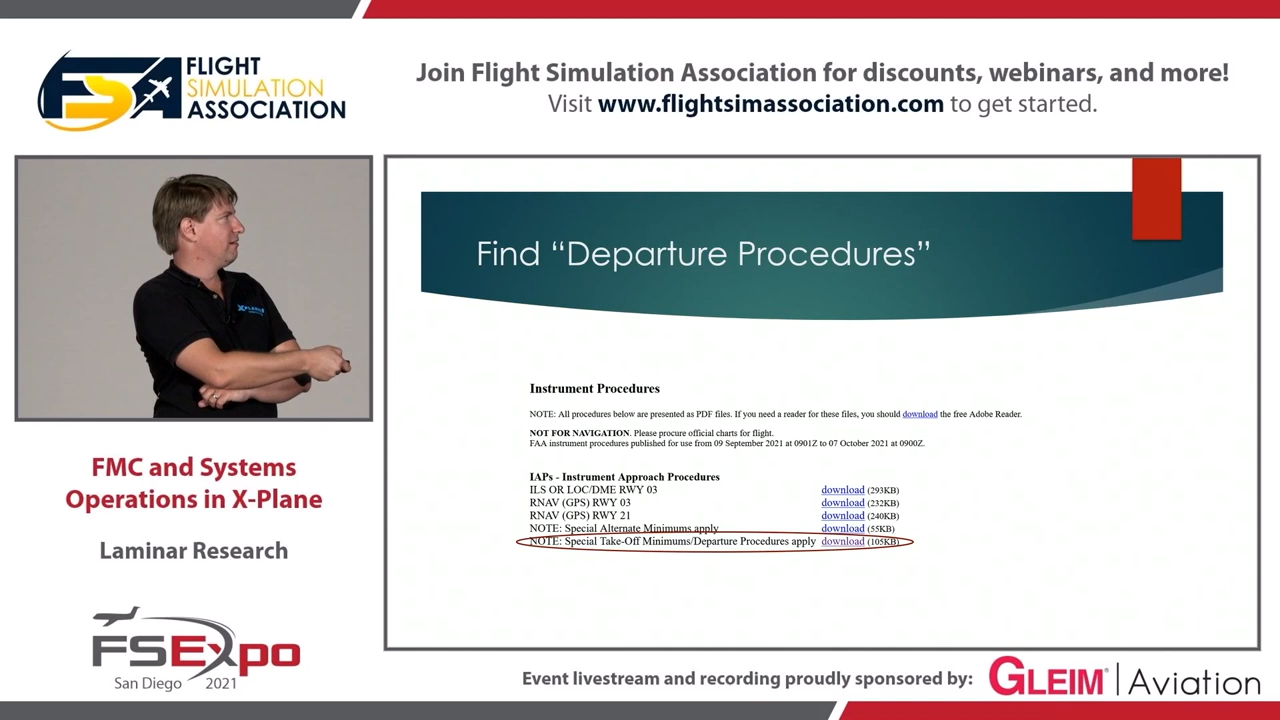 FLIGHT
SIMULATION
ASSOCIATION
FSA
Join Flight Simulation Association for discounts, webinars, and more!
Visit www.flightsimassociation.com to get started.
X-PLANE
FMC and Systems
Operations in X-Plane
Laminar Research
FSExpo
San Diego 2021
Find “Departure Procedures”
Instrument Procedures
NOTE: All procedures below are presented as PDF files. If you need a reader for these files, you should download the free Adobe Reader.
NOT FOR NAVIGATION. Please procure official charts for flight.
FAA instrument procedures published for use from 09 September 2021 at 0901Z to 07 October 2021 at 0900Z.
IAPs - Instrument Approach Procedures
ILS OR LOC/DME RWY 03 download (293KB)
RNAV (GPS) RWY 03 download (232KB)
RNAV (GPS) RWY 21 download (240KB)
NOTE: Special Alternate Minimums apply download (55KB)
NOTE: Special Take-Off Minimums/Departure Procedures apply download (105KB)
Event livestream and recording proudly sponsored by:
GLEIM® | Aviation